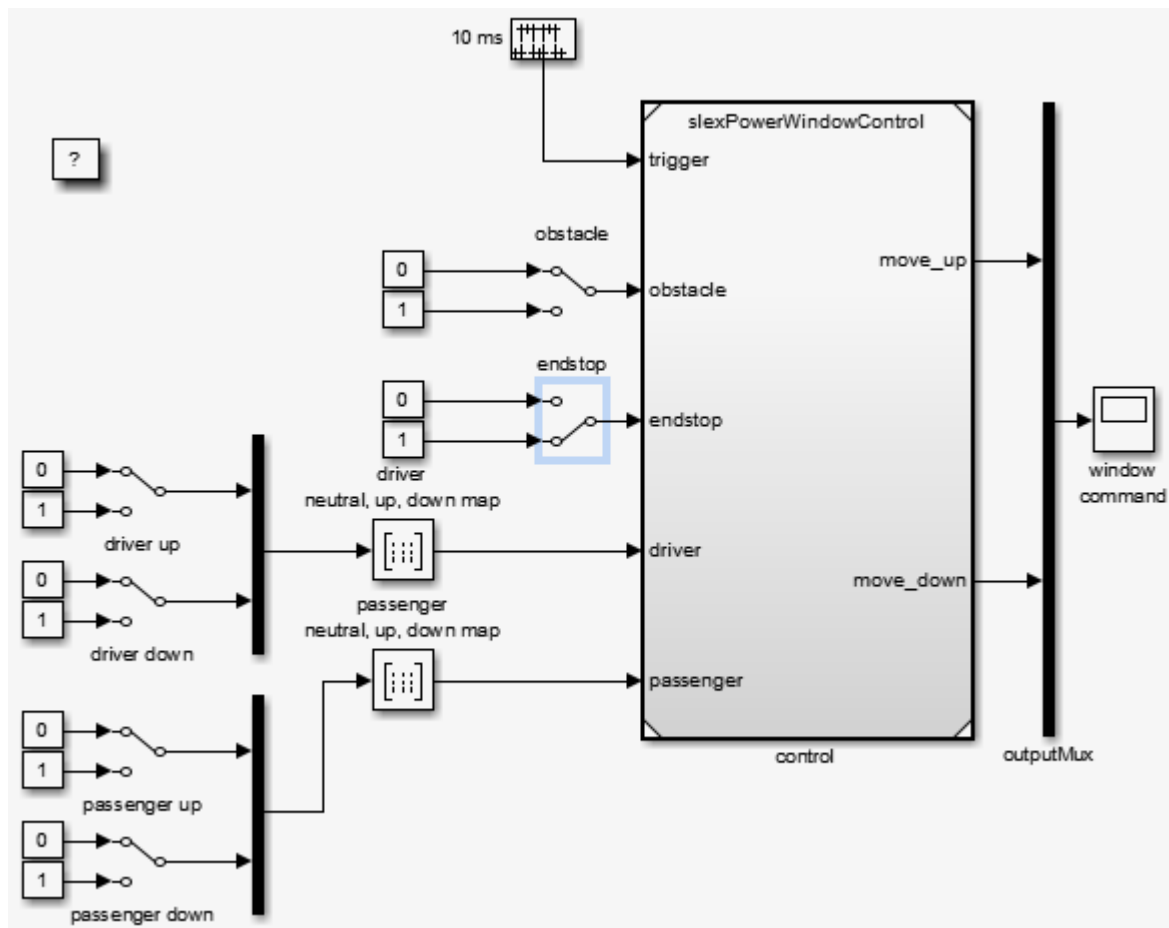 10 ms
?
slexPowerWindowControl
trigger
obstacle
0
1
obstacle
move_up
endstop
0
1
endstop
driver
neutral, up, down map
driver
0
1
driver up
0
1
driver down
passenger
neutral, up, down map
passenger
move_down
window
command
0
1
passenger up
0
1
passenger down
control
outputMux